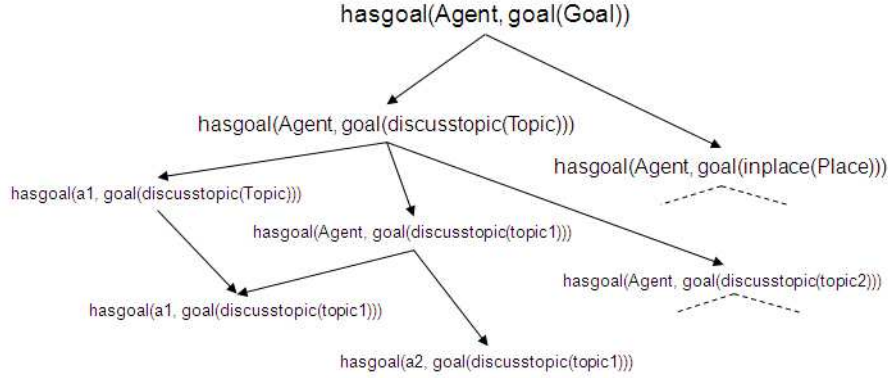 hasgoal(Agent, goal(Goal))
hasgoal(Agent, goal(discusstopic(Topic)))
hasgoal(Agent, goal(inplace(Place)))
hasgoal(a1, goal(discusstopic(Topic)))
hasgoal(Agent, goal(discusstopic(topic1)))
hasgoal(Agent, goal(discusstopic(topic2)))
hasgoal(a1, goal(discusstopic(topic1)))
hasgoal(a2, goal(discusstopic(topic1)))